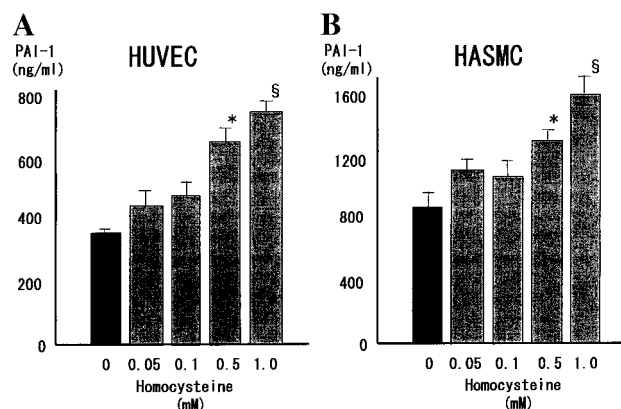 A
PAI-1
(ng/ml)
HUVEC
800
600
400
200
0
*
§
0 0.05 0.1 0.5 1.0
Homocysteine
(mM)
B
PAI-1
(ng/ml)
HASMC
1600
1200
800
400
0
*
§
0 0.05 0.1 0.5 1.0
Homocysteine
(mM)